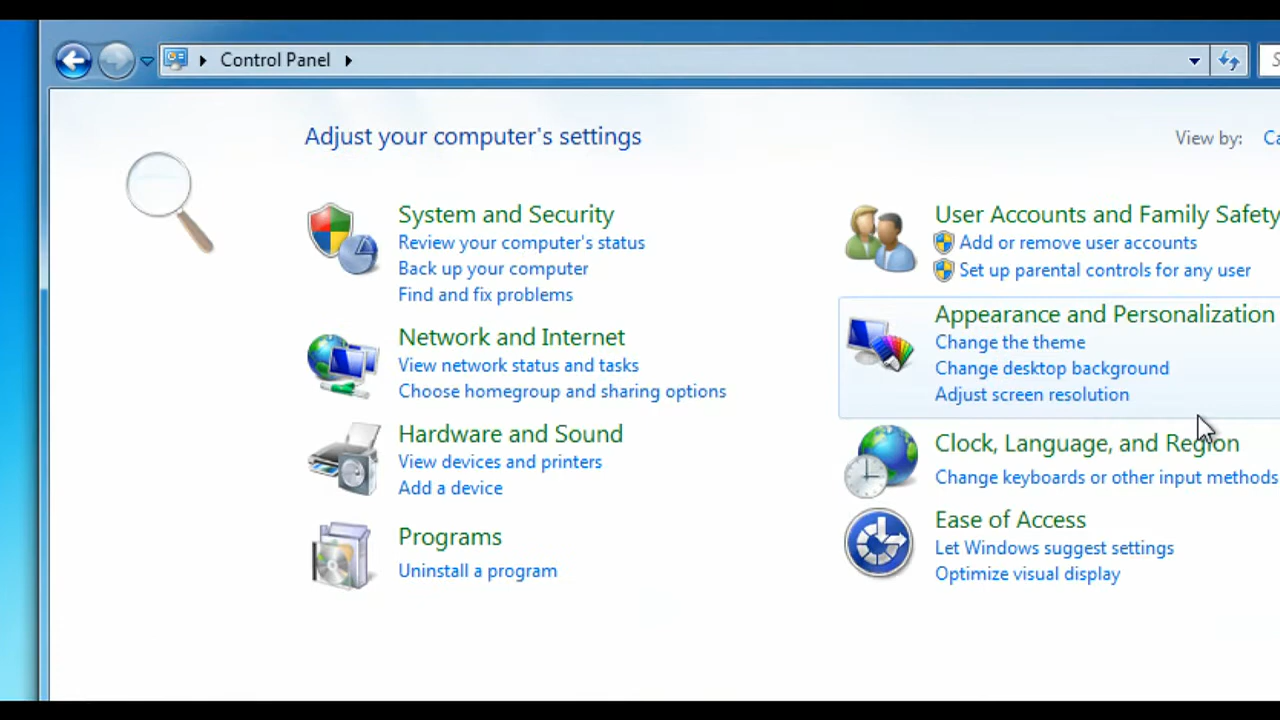 Control Panel
Adjust your computer's settings
View by:
System and Security
Review your computer's status
Back up your computer
Find and fix problems
Network and Internet
View network status and tasks
Choose homegroup and sharing options
Hardware and Sound
View devices and printers
Add a device
Programs
Uninstall a program
User Accounts and Family Safety
Add or remove user accounts
Set up parental controls for any user
Appearance and Personalization
Change the theme
Change desktop background
Adjust screen resolution
Clock, Language, and Region
Change keyboards or other input methods
Ease of Access
Let Windows suggest settings
Optimize visual display